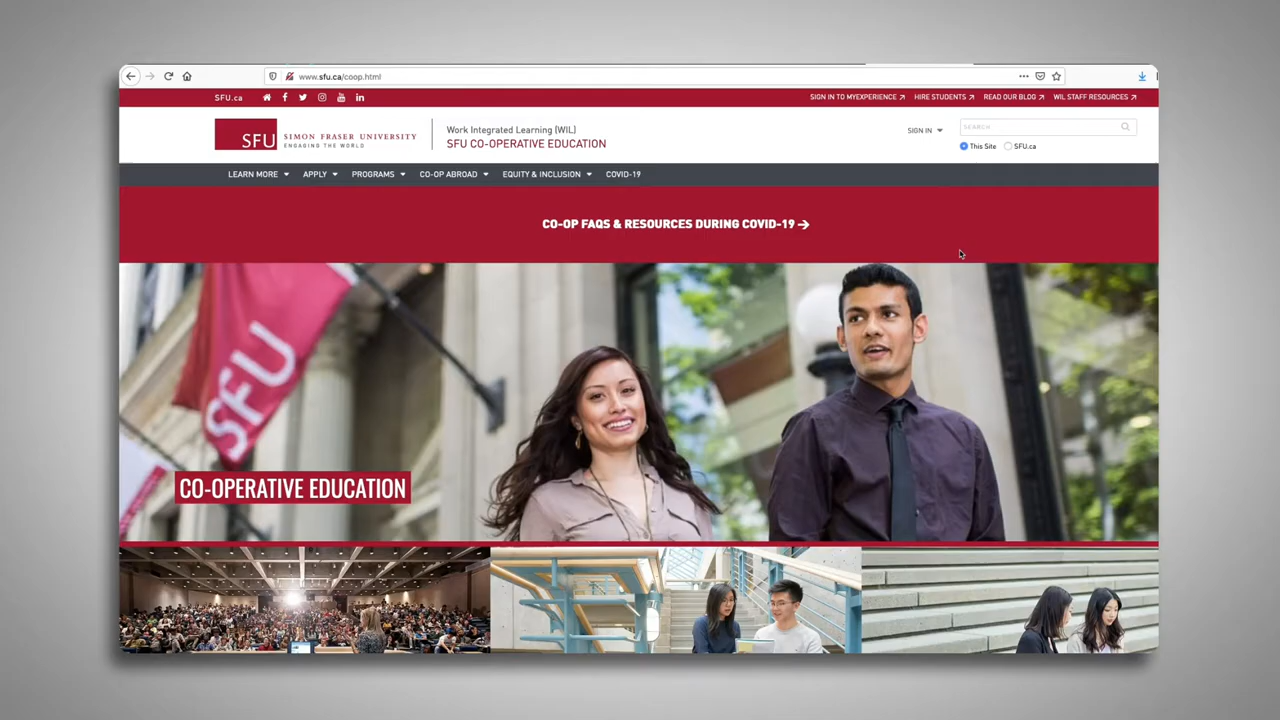 www.sfu.ca/coop.html
SFU.ca
SIGN IN TO MYEXPERIENCE
HIRE STUDENTS
READ OUR BLOG
WIL STAFF RESOURCES
SFU
SIMON FRASER UNIVERSITY
ENGAGING THE WORLD
Work Integrated Learning (WIL)
SFU CO-OPERATIVE EDUCATION
SIGN IN
SEARCH
This Site
SFU.ca
LEARN MORE
APPLY
PROGRAMS
CO-OP ABROAD
EQUITY & INCLUSION
COVID-19
CO-OP FAQS & RESOURCES DURING COVID-19 →
SFU
CO-OPERATIVE EDUCATION